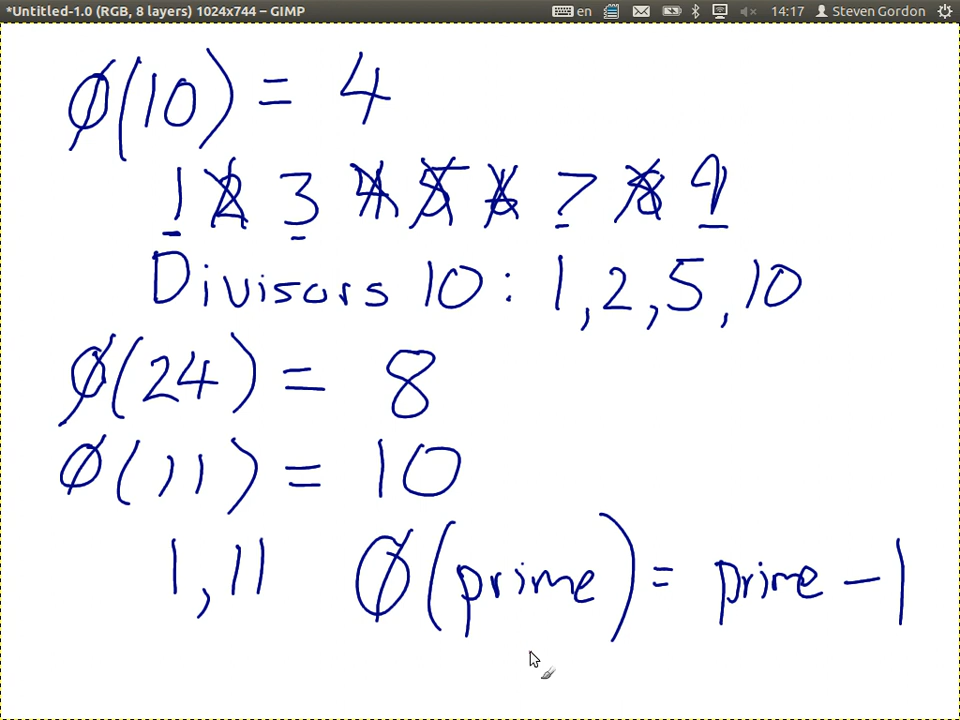 *Untitled-1.0 (RGB, 8 layers) 1024x744 – GIMP en 14:17 Steven Gordon
ϕ(10) = 4
1 2 3 4 5 6 7 8 9
Divisors 10: 1, 2, 5, 10
ϕ(24) = 8
ϕ(11) = 10
1, 11 ϕ(prime) = prime - 1